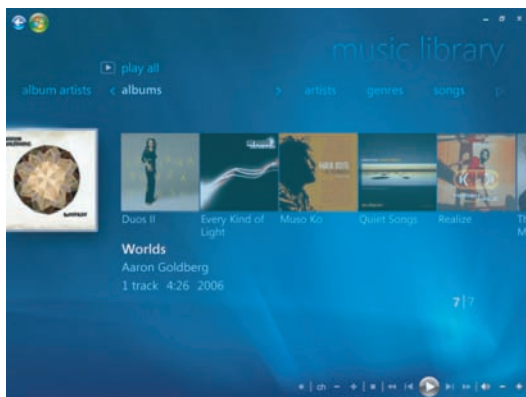 music library
play all
album artists < albums > artists genres songs p
Duos II Every Kind of Light Muso Ko Quiet Songs Realize Th
M
Worlds
Aaron Goldberg
1 track 4:26 2006
7|7
ch - +